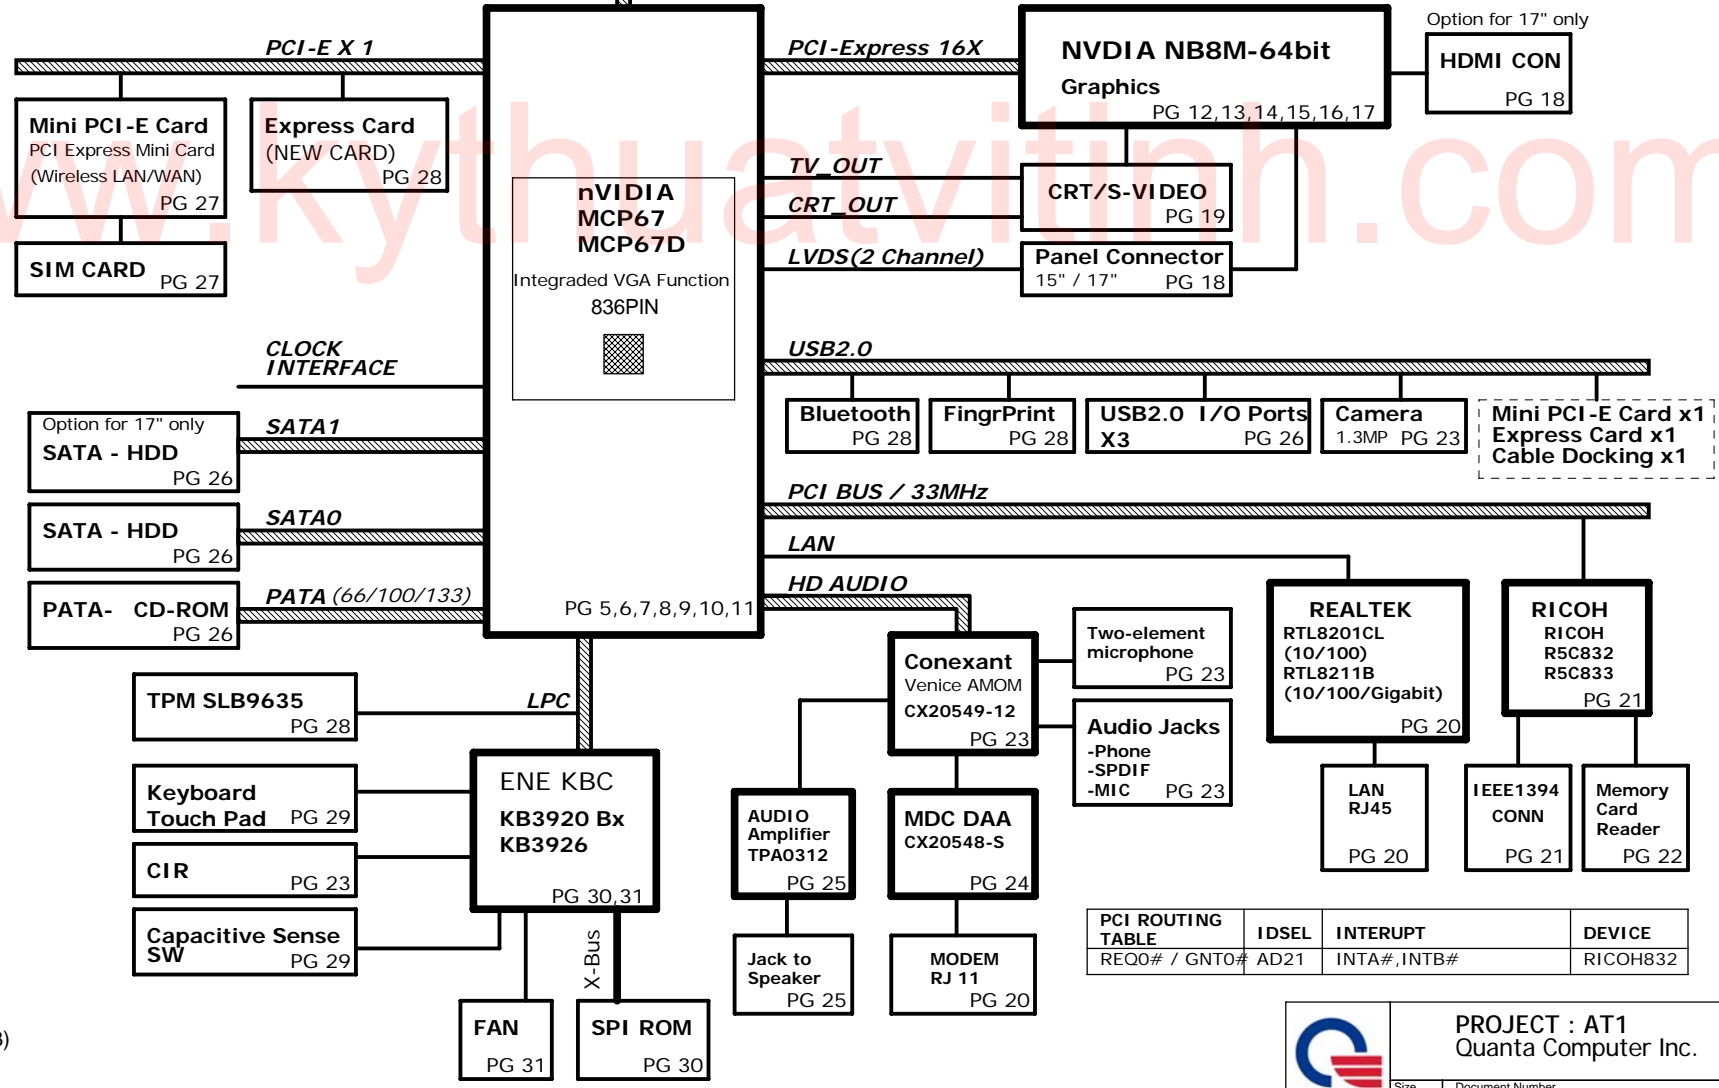 PCI-E X 1
Mini PCI-E Card
PCI Express Mini Card
(Wireless LAN/WAN)
PG 27
Express Card
(NEW CARD)
PG 28
SIM CARD
PG 27
nVIDIA
MCP67
MCP67D
Integraded VGA Function
836PIN
PG 5,6,7,8,9,10,11
PCI-Express 16X
NVDIA NB8M-64bit
Graphics
PG 12,13,14,15,16,17
Option for 17" only
HDMI CON
PG 18
TV_OUT
CRT_OUT
CRT/S-VIDEO
PG 19
LVDS(2 Channel)
Panel Connector
15" / 17" PG 18
www.kythuatvitinh.com
CLOCK
INTERFACE
Option for 17" only
SATA - HDD
PG 26
SATA1
SATA - HDD
PG 26
SATA0
PATA- CD-ROM
PG 26
PATA (66/100/133)
USB2.0
Bluetooth
PG 28
FingrPrint
PG 28
USB2.0 I/O Ports
X3 PG 26
Camera
1.3MP PG 23
Mini PCI-E Card x1
Express Card x1
Cable Docking x1
PCI BUS / 33MHz
LAN
HD AUDIO
REALTEK
RTL8201CL
(10/100)
RTL8211B
(10/100/Gigabit)
PG 20
RICOH
RICOH
R5C832
R5C833
PG 21
Conexant
Venice AMOM
CX20549-12
PG 23
Two-element
microphone
PG 23
Audio Jacks
-Phone
-SPDIF
-MIC PG 23
LPC
TPM SLB9635
PG 28
ENE KBC
KB3920 Bx
KB3926
PG 30,31
Keyboard
Touch Pad PG 29
CIR
PG 23
Capacitive Sense
SW
PG 29
X-Bus
FAN
PG 31
SPI ROM
PG 30
AUDIO
Amplifier
TPA0312
PG 25
MDC DAA
CX20548-S
PG 24
Jack to
Speaker
PG 25
MODEM
RJ 11
PG 20
LAN
RJ45
PG 20
IEEE1394
CONN
PG 21
Memory
Card
Reader
PG 22
PCI ROUTING
TABLE IDSEL INTERUPT DEVICE
REQ0# / GNT0# AD21 INTA#,INTB# RICOH832
PROJECT : AT1
Quanta Computer Inc.
Size Document Number